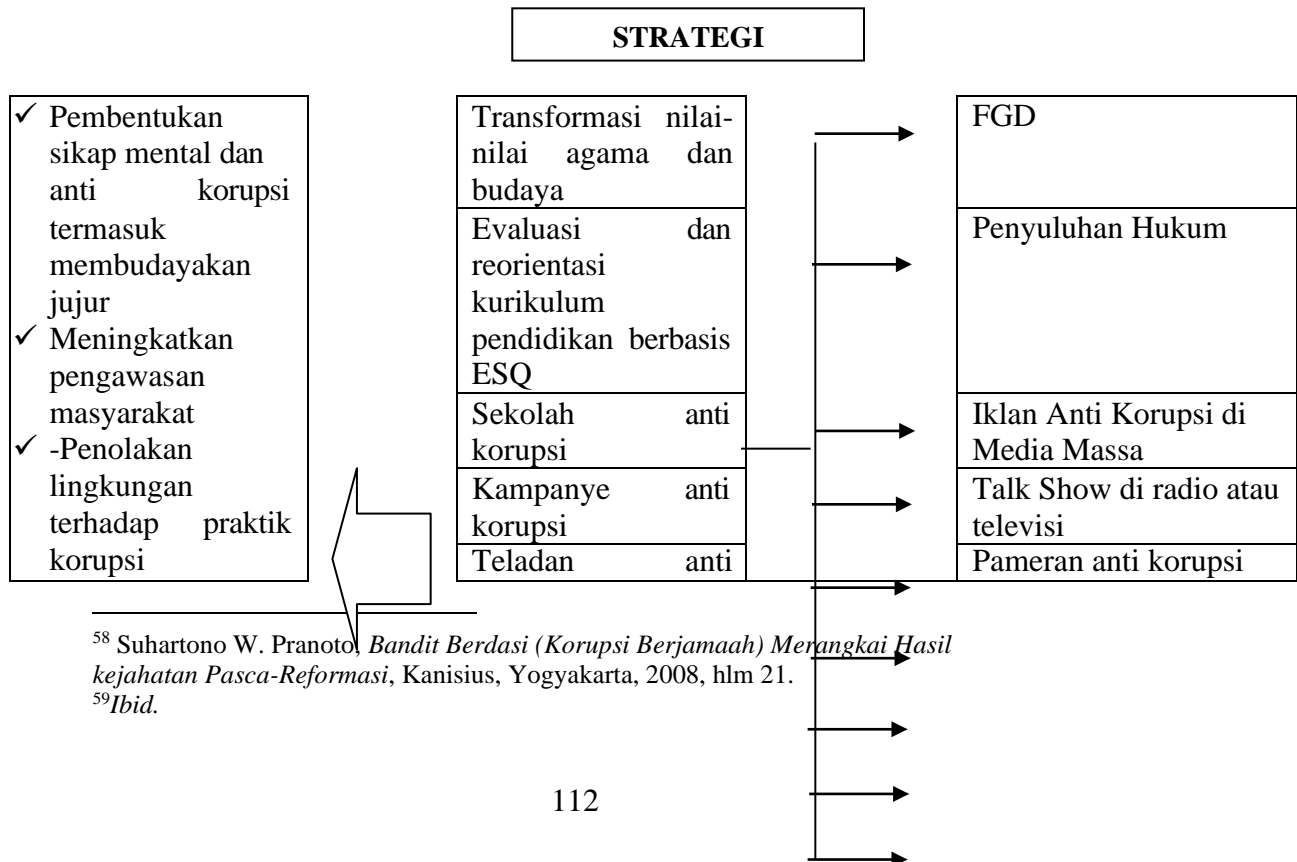 STRATEGI
✓ Pembentukan
sikap mental dan
anti korupsi
termasuk
membudayakan
jujur
✓ Meningkatkan
pengawasan
masyarakat
✓ -Penolakan
lingkungan
terhadap praktik
korupsi
Transformasi nilai-
nilai agama dan
budaya
Evaluasi dan
reorientasi
kurikulum
pendidikan berbasis
ESQ
Sekolah anti
korupsi
Kampanye anti
korupsi
Teladan anti
FGD
Penyuluhan Hukum
Iklan Anti Korupsi di
Media Massa
Talk Show di radio atau
televisi
Pameran anti korupsi
58 Suhartono W. Pranoto, Bandit Berdasi (Korupsi Berjamaah) Merangkai Hasil
kejahatan Pasca-Reformasi, Kanisius, Yogyakarta, 2008, hlm 21.
59Ibid.
112